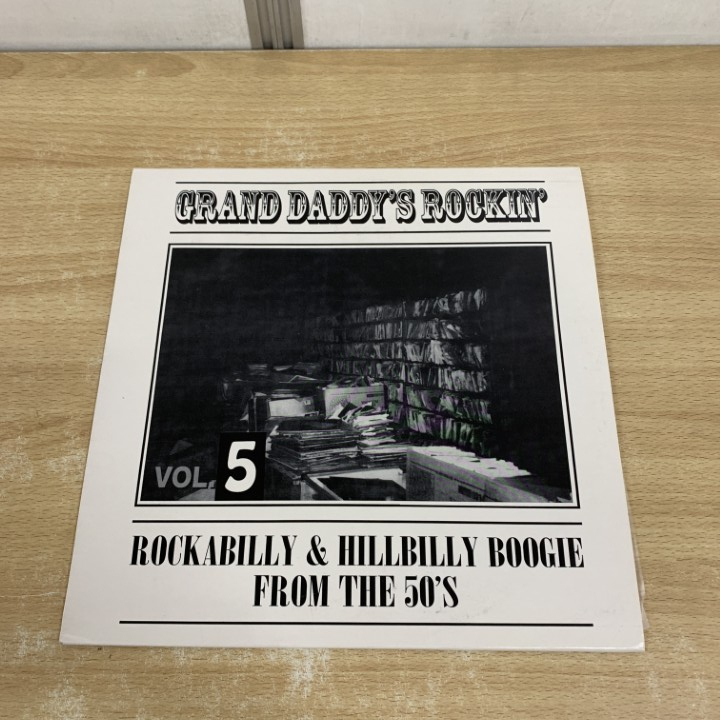 GRAND DADDY'S ROCKIN'
VOL. 5
ROCKABILLY & HILLBILLY BOOGIE
FROM THE 50'S